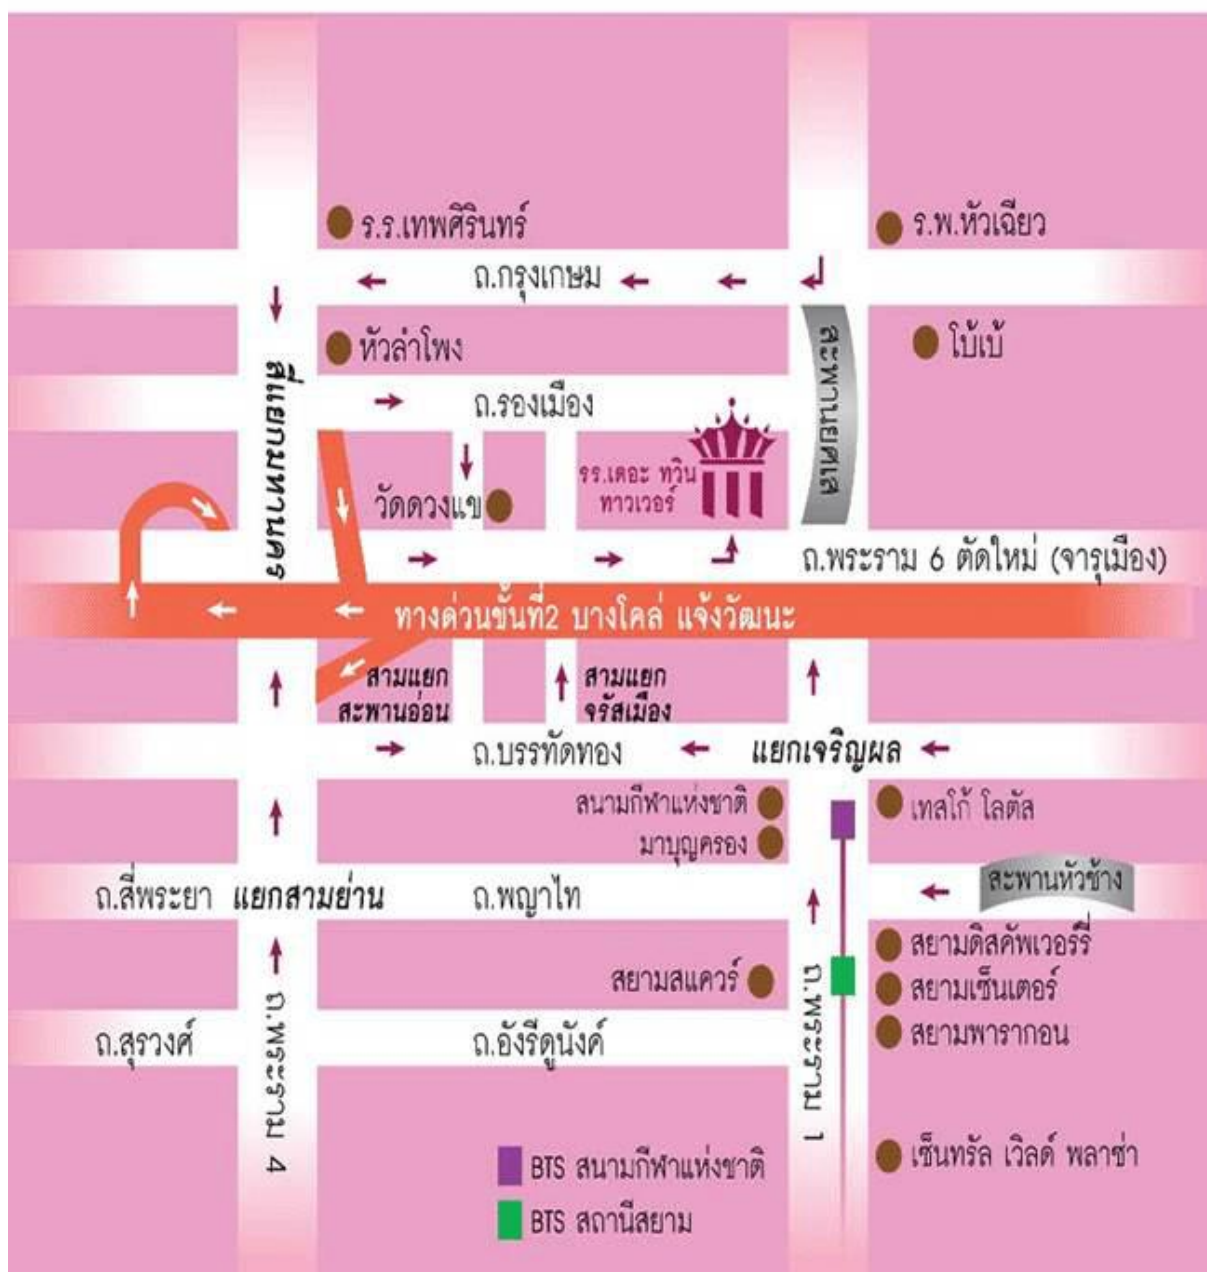 ร.ร.เทพศิรินทร์
ร.พ.หัวเฉียว
ถ.กรุงเกษม
หัวลำโพง
โบ้เบ้
สะพานยศเส
สี่แยกมหานคร
ถ.รองเมือง
รร.เดอะ ทวิน
ทาวเวอร์
วัดดวงแข
ถ.พระราม 6 ตัดใหม่ (จารุเมือง)
ทางด่วนขั้นที่2 บางโคล่ แจ้งวัฒนะ
สามแยก
สะพานอ่อน
สามแยก
จรัสเมือง
ถ.บรรทัดทอง
แยกเจริญผล
สนามกีฬาแห่งชาติ
เทสโก้ โลตัส
มาบุญครอง
ถ.สี่พระยา
แยกสามย่าน
ถ.พญาไท
สะพานหัวช้าง
สยามดิสคัพเวอร์รี่
สยามสแควร์
สยามเซ็นเตอร์
สยามพารากอน
ถ.สุรวงศ์
ถ.พระราม 4
ถ.อังรีดูนังค์
ถ.พระราม 1
เซ็นทรัล เวิลด์ พลาซ่า
BTS สนามกีฬาแห่งชาติ
BTS สถานีสยาม